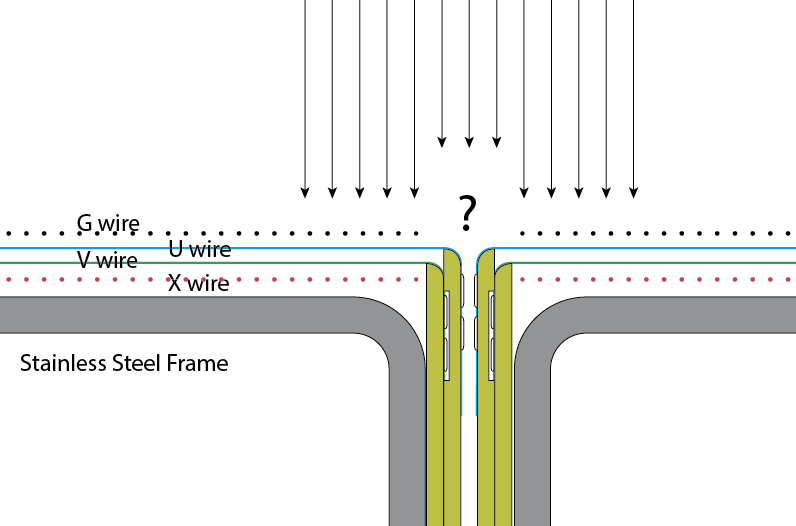 ?
G wire
U wire
V wire
X wire
Stainless Steel Frame